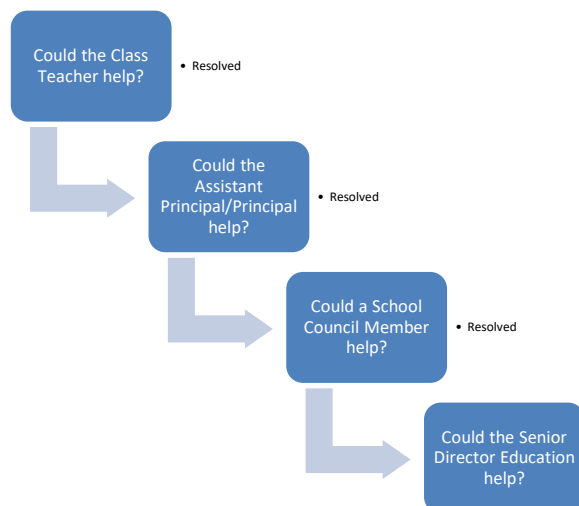 Could the Class
Teacher help?
• Resolved
Could the
Assistant
Principal/Principal
help?
• Resolved
Could a School
Council Member
help?
• Resolved
Could the Senior
Director Education
help?